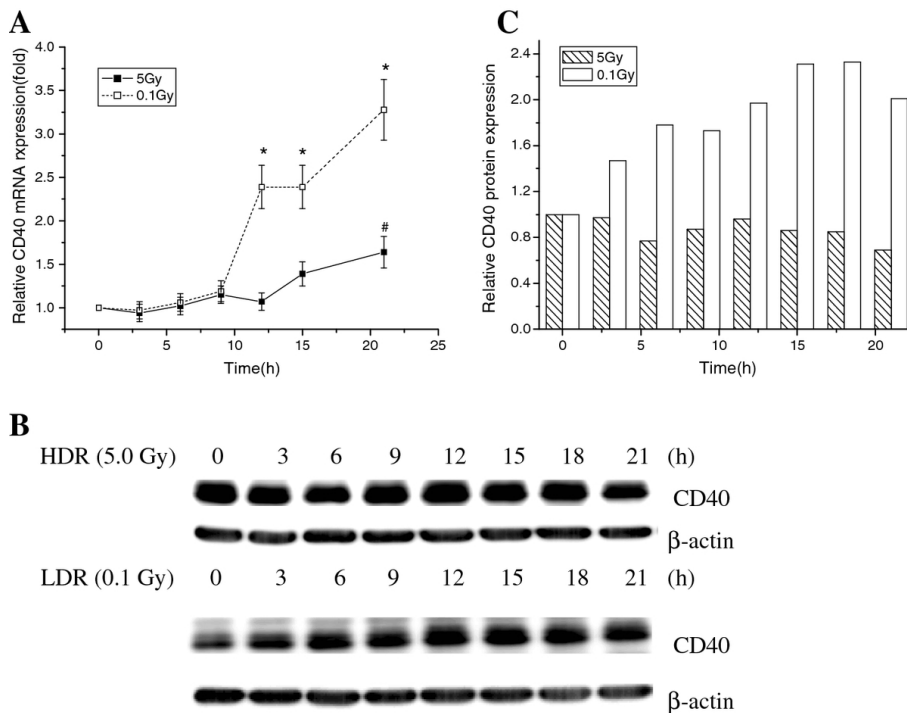 A
Relative CD40 mRNA rxpression(fold)
4.0
3.5
3.0
2.5
2.0
1.5
1.0
5Gy
0.1Gy
*
*
*
#
0 5 10 15 20 25
Time(h)
C
Relative CD40 protein expression
2.4
2.0
1.6
1.2
0.8
0.4
0.0
5Gy
0.1Gy
0 5 10 15 20
Time(h)
B
HDR (5.0 Gy) 0 3 6 9 12 15 18 21 (h)
CD40
β-actin
LDR (0.1 Gy) 0 3 6 9 12 15 18 21 (h)
CD40
β-actin